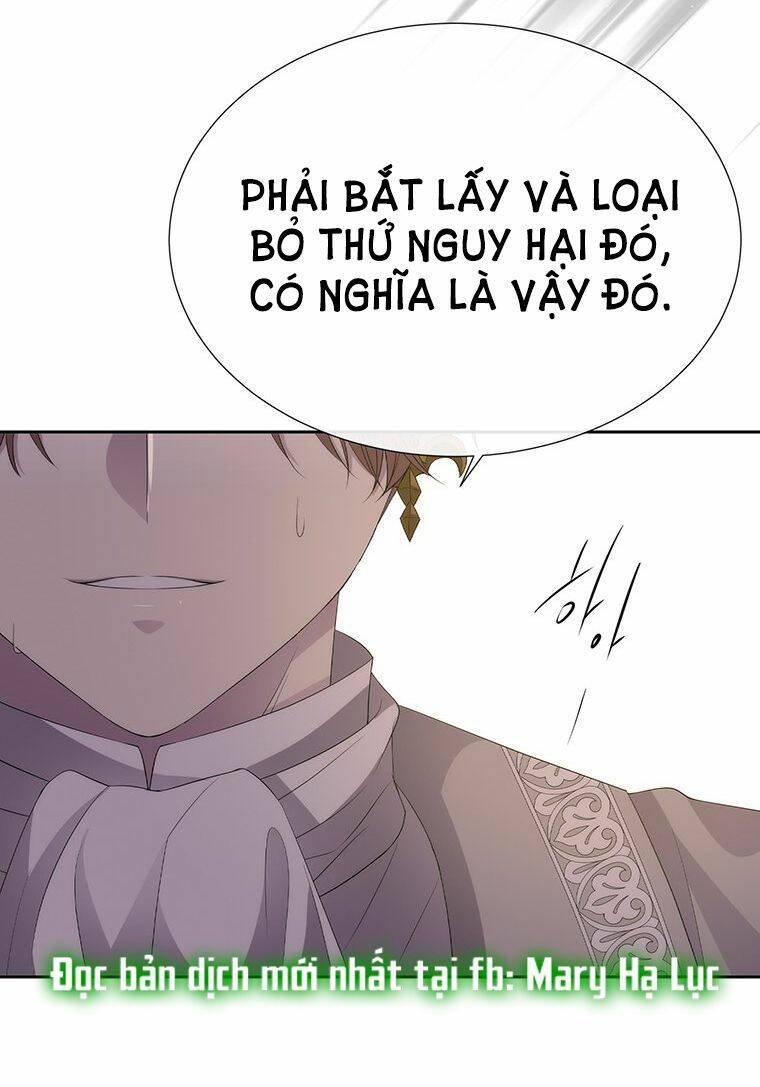 PHẢI BẮT LẤY VÀ LOẠI
BỎ THỨ NGUY HẠI ĐÓ,
CÓ NGHĨA LÀ VẬY ĐÓ.
하!
Đọc bản dịch mới nhất tại fb: Mary Hạ Lục